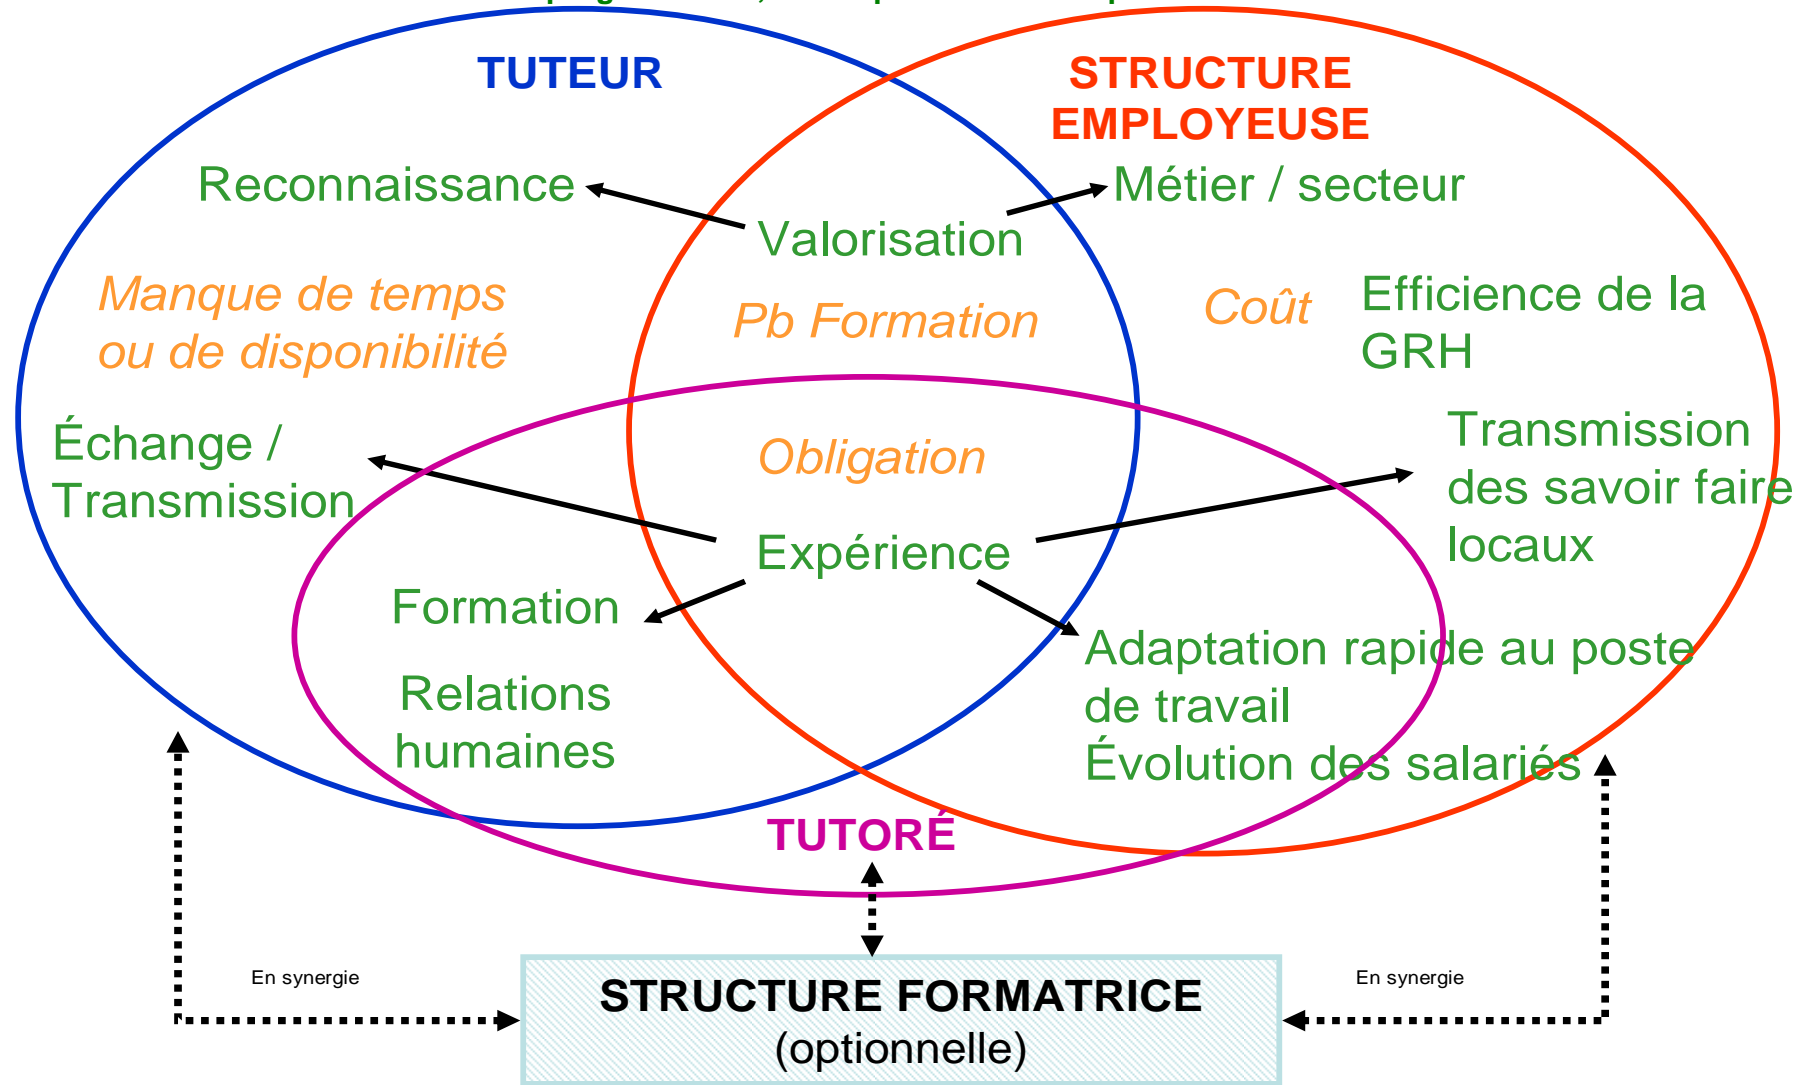 TUTEUR
STRUCTURE
EMPLOYEUSE
Reconnaissance
Métier / secteur
Valorisation
Manque de temps
ou de disponibilité
Pb Formation
Coût
Efficience de la
GRH
Échange /
Transmission
Obligation
Transmission
des savoir faire
locaux
Expérience
Formation
Relations
humaines
Adaptation rapide au poste
de travail
Évolution des salariés
TUTORÉ
En synergie
En synergie
STRUCTURE FORMATRICE
(optionnelle)